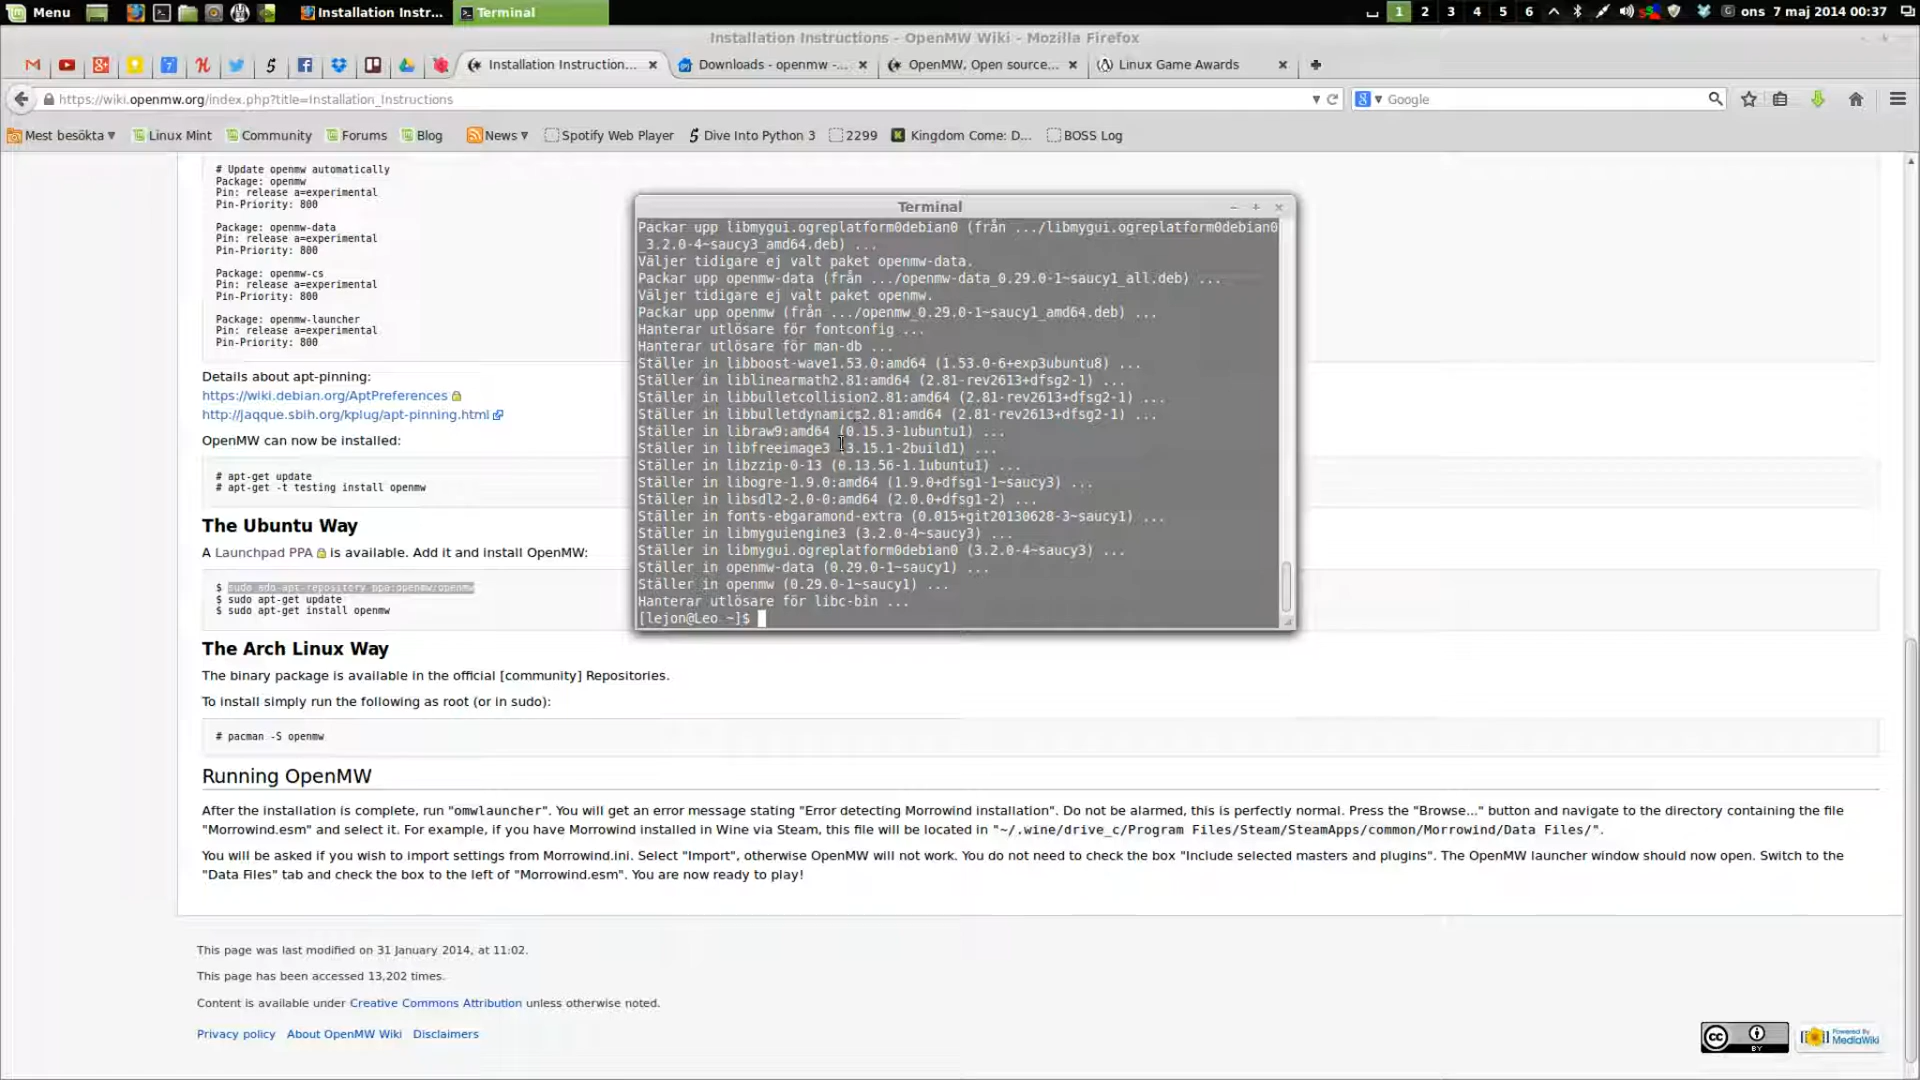 Menu
Installation Instr...
Terminal
1 2 3 4 5 6
ons 7 maj 2014 00:37
Installation Instructions - OpenMW Wiki - Mozilla Firefox
Installation Instruction...
Downloads - openmw -...
OpenMW, Open source...
Linux Game Awards
https://wiki.openmw.org/index.php?title=Installation_Instructions
Google
Mest besökta
Linux Mint
Community
Forums
Blog
News
Spotify Web Player
Dive Into Python 3
2299
Kingdom Come: D...
BOSS Log
# Update openmw automatically
Package: openmw
Pin: release a=experimental
Pin-Priority: 800
Package: openmw-data
Pin: release a=experimental
Pin-Priority: 800
Package: openmw-cs
Pin: release a=experimental
Pin-Priority: 800
Package: openmw-launcher
Pin: release a=experimental
Pin-Priority: 800
Details about apt-pinning:
https://wiki.debian.org/AptPreferences
http://jaqque.sbih.org/kplug/apt-pinning.html
OpenMW can now be installed:
# apt-get update
# apt-get -t testing install openmw
The Ubuntu Way
A Launchpad PPA is available. Add it and install OpenMW:
$ sudo add-apt-repository ppa:openmw/openmw
$ sudo apt-get update
$ sudo apt-get install openmw
The Arch Linux Way
The binary package is available in the official [community] Repositories.
To install simply run the following as root (or in sudo):
# pacman -S openmw
Terminal
Packar upp libmygui.ogreplatform0debian0 (från .../libmygui.ogreplatform0debian0
_3.2.0-4~saucy3_amd64.deb) ...
Väljer tidigare ej valt paket openmw-data.
Packar upp openmw-data (från .../openmw-data_0.29.0-1~saucy1_all.deb) ...
Väljer tidigare ej valt paket openmw.
Packar upp openmw (från .../openmw_0.29.0-1~saucy1_amd64.deb) ...
Hanterar utlösare för fontconfig ...
Hanterar utlösare för man-db ...
Ställer in libboost-wave1.53.0:amd64 (1.53.0-6+exp3ubuntu8) ...
Ställer in liblinearmath2.81:amd64 (2.81-rev2613+dfsg2-1) ...
Ställer in libbulletcollision2.81:amd64 (2.81-rev2613+dfsg2-1) ...
Ställer in libbulletdynamics2.81:amd64 (2.81-rev2613+dfsg2-1) ...
Ställer in libraw9:amd64 (0.15.3-1ubuntu1) ...
Ställer in libfreeimage3 (3.15.1-2build1) ...
Ställer in libzzip-0-13 (0.13.56-1.1ubuntu1) ...
Ställer in libogre-1.9.0:amd64 (1.9.0+dfsg1-1~saucy3) ...
Ställer in libsdl2-2.0-0:amd64 (2.0.0+dfsg1-2) ...
Ställer in fonts-ebgaramond-extra (0.015+git20130628-3~saucy1) ...
Ställer in libmyguiengine3 (3.2.0-4~saucy3) ...
Ställer in libmygui.ogreplatform0debian0 (3.2.0-4~saucy3) ...
Ställer in openmw-data (0.29.0-1~saucy1) ...
Ställer in openmw (0.29.0-1~saucy1) ...
Hanterar utlösare för libc-bin ...
[lejon@Leo ~]$
Running OpenMW
After the installation is complete, run "omwlauncher". You will get an error message stating "Error detecting Morrowind installation". Do not be alarmed, this is perfectly normal. Press the "Browse..." button and navigate to the directory containing the file
"Morrowind.esm" and select it. For example, if you have Morrowind installed in Wine via Steam, this file will be located in "~/.wine/drive_c/Program Files/Steam/SteamApps/common/Morrowind/Data Files/".
You will be asked if you wish to import settings from Morrowind.ini. Select "Import", otherwise OpenMW will not work. You do not need to check the box "Include selected masters and plugins". The OpenMW launcher window should now open. Switch to the
"Data Files" tab and check the box to the left of "Morrowind.esm". You are now ready to play!
This page was last modified on 31 January 2014, at 11:02.
This page has been accessed 13,202 times.
Content is available under Creative Commons Attribution unless otherwise noted.
Privacy policy
About OpenMW Wiki
Disclaimers
cc
BY
Powered By
MediaWiki